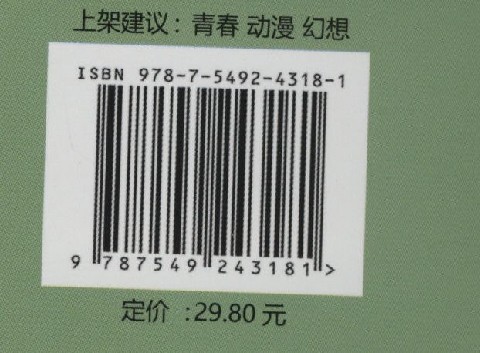 上架建议：青春 动漫 幻想
ISBN 978-7-5492-4318-1
9 787549 243181 >
定价 :29.80 元